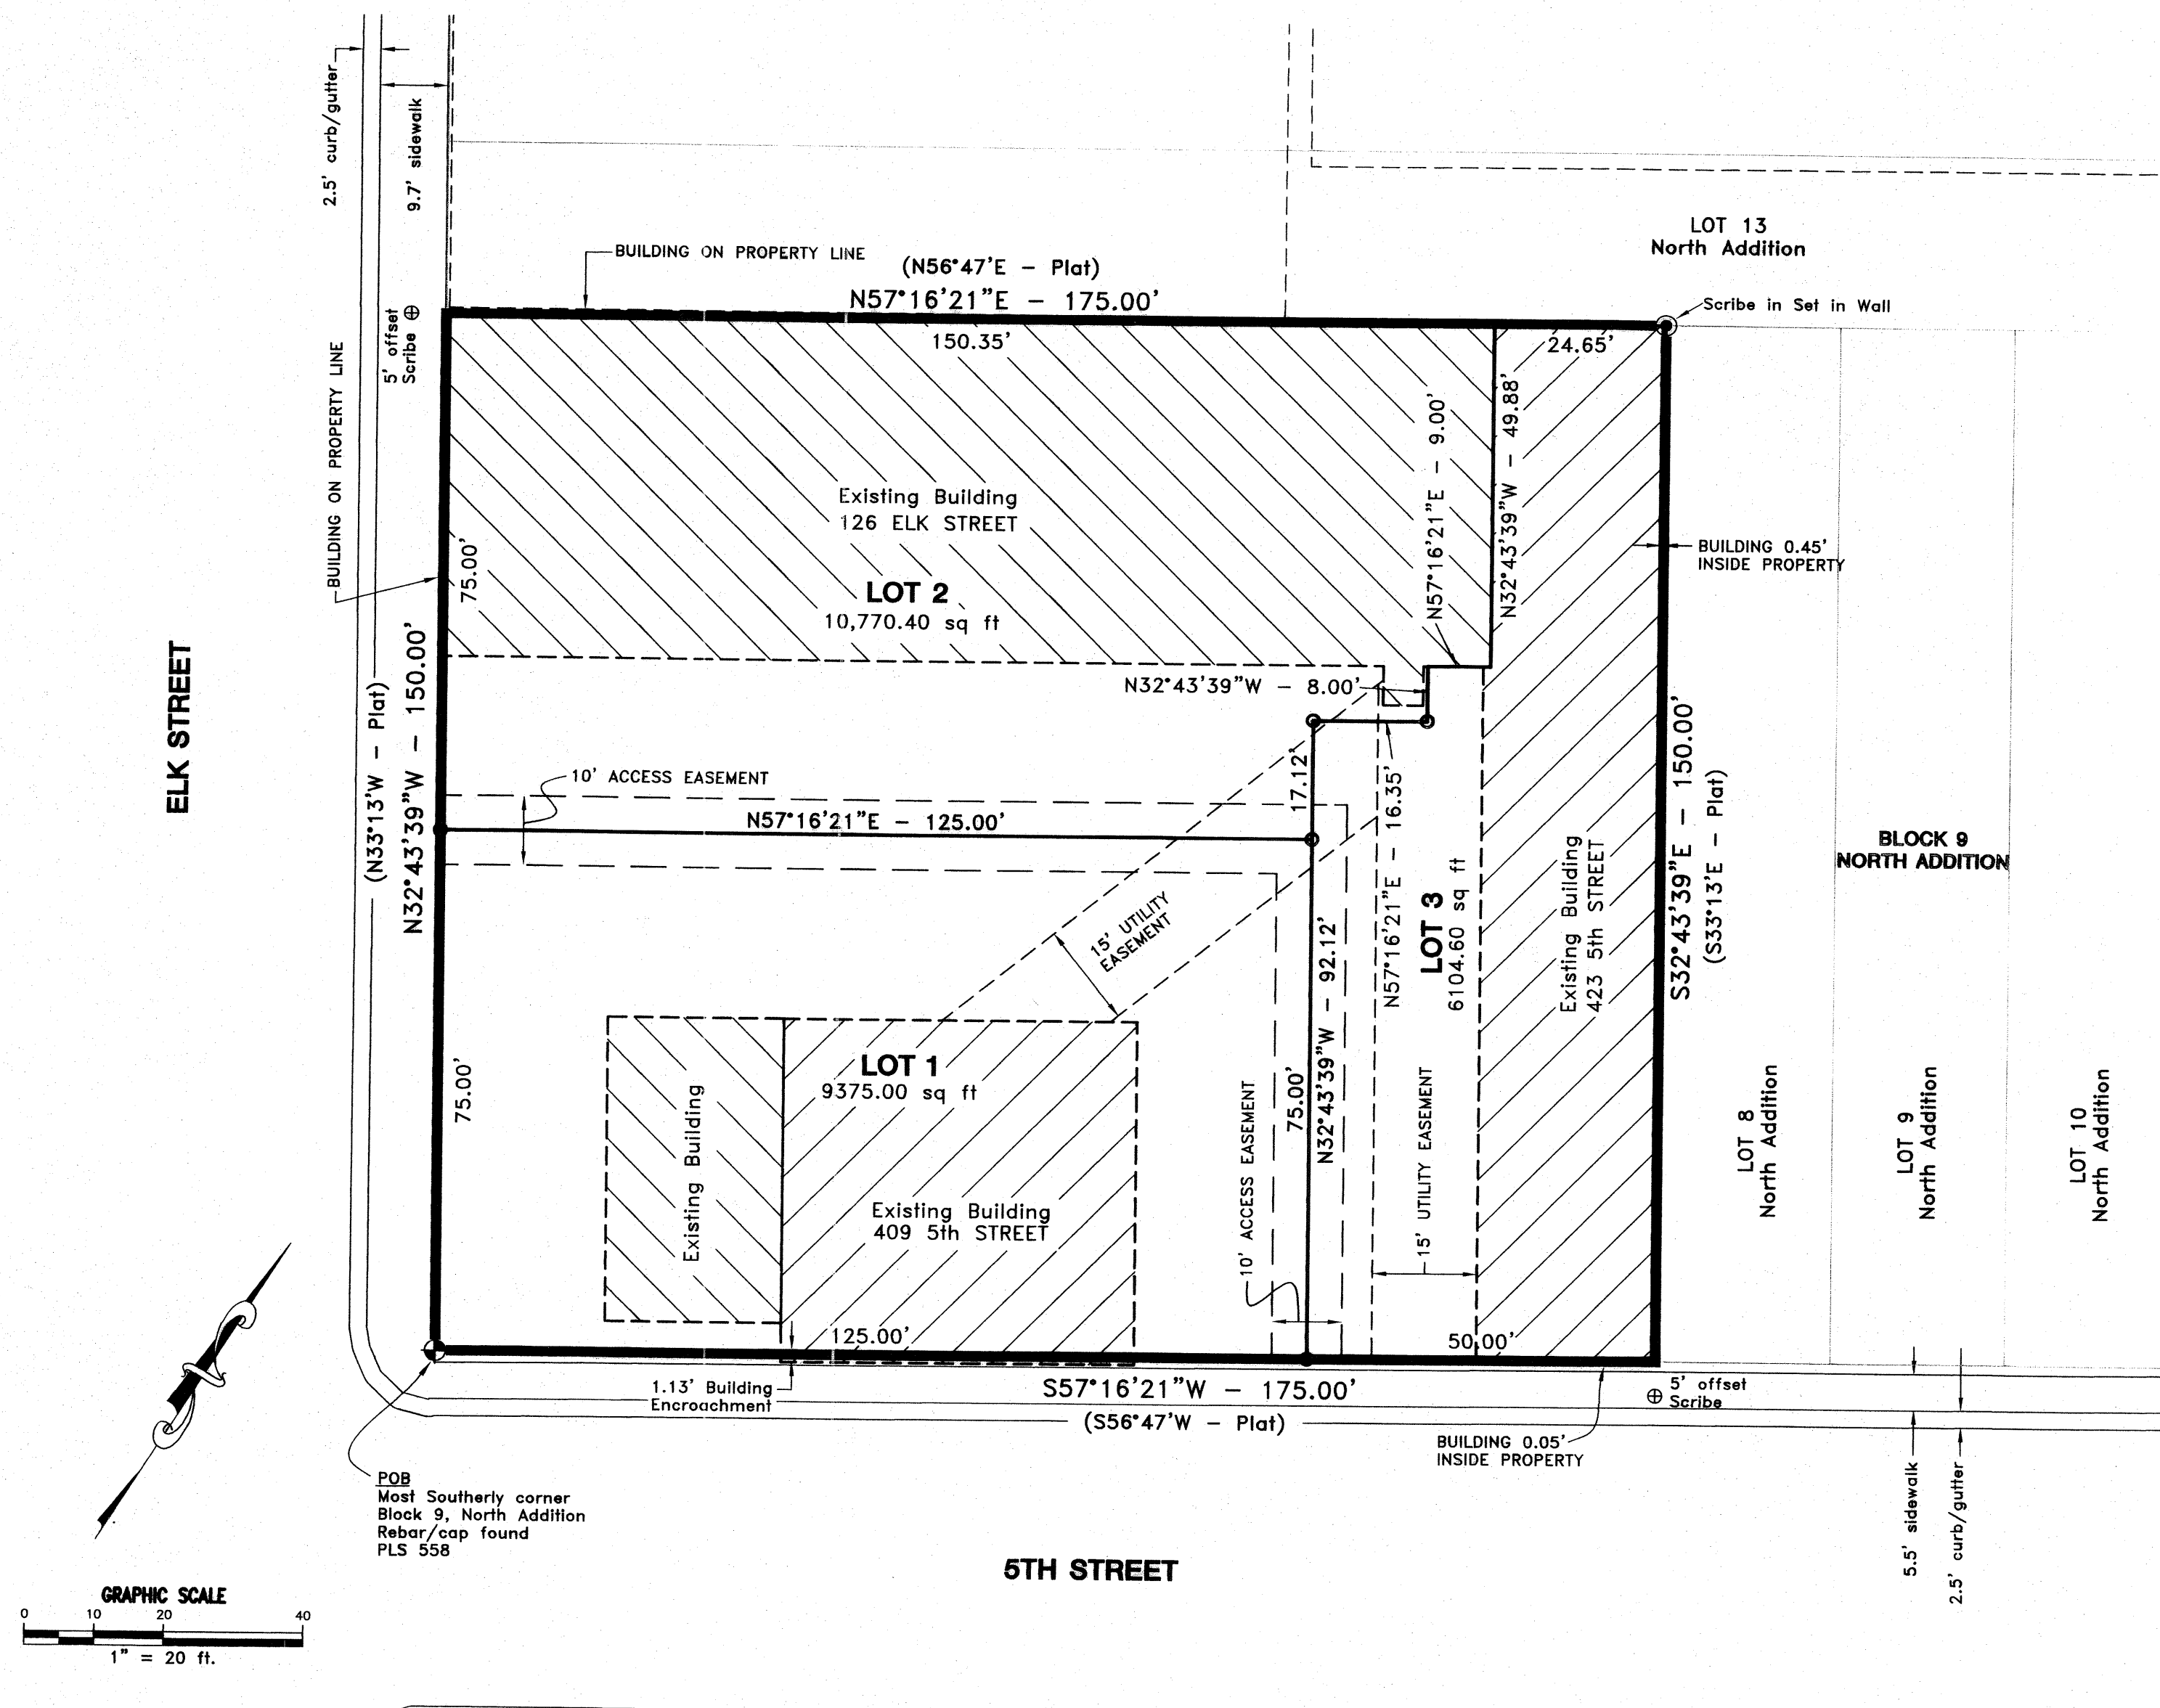 2.5' curb/gutter
9.7' sidewalk
LOT 13
North Addition
BUILDING ON PROPERTY LINE
(N56°47'E – Plat)
N57°16'21"E – 175.00'
Scribe in Set in Wall
5' offset
Scribe
150.35'
24.65'
BUILDING ON PROPERTY LINE
N57°16'21"E – 9.00'
N32°43'39"W – 49.88'
Existing Building
126 ELK STREET
BUILDING 0.45'
INSIDE PROPERTY
75.00'
LOT 2
10,770.40 sq ft
ELK STREET
(N33°13'W – Plat)
N32°43'39"W – 150.00'
N32°43'39"W – 8.00'
10' ACCESS EASEMENT
17.12'
N57°16'21"E – 16.35'
N57°16'21"E – 125.00'
S32°43'39"E – 150.00'
(S33°13'E – Plat)
BLOCK 9
NORTH ADDITION
15' UTILITY
EASEMENT
N32°43'39"W – 92.12'
LOT 3
6104.60 sq ft
Existing Building
423 5th STREET
LOT 1
9375.00 sq ft
75.00'
Existing Building
Existing Building
409 5th STREET
10' ACCESS EASEMENT
75.00'
15' UTILITY EASEMENT
LOT 8
North Addition
LOT 9
North Addition
LOT 10
North Addition
125.00'
50.00'
1.13' Building
Encroachment
S57°16'21"W – 175.00'
(S56°47'W – Plat)
5' offset
Scribe
BUILDING 0.05'
INSIDE PROPERTY
5.5' sidewalk
2.5' curb/gutter
POB
Most Southerly corner
Block 9, North Addition
Rebar/cap found
PLS 558
5TH STREET
GRAPHIC SCALE
0 10 20 40
1" = 20 ft.